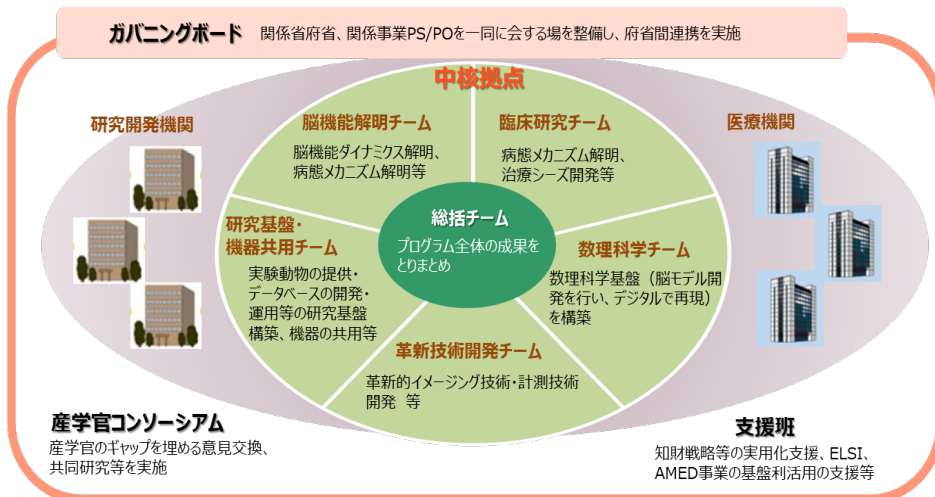 ガバニングボード 関係省府省、関係事業PS/POを一同に会する場を整備し、府省間連携を実施
中核拠点
研究開発機関
脳機能解明チーム
脳機能ダイナミクス解明、
病態メカニズム解明等
臨床研究チーム
病態メカニズム解明、
治療シーズ開発等
医療機関
研究基盤・
機器共用チーム
実験動物の提供・
データベースの開発・
運用等の研究基盤
構築、機器の共用等
総括チーム
プログラム全体の成果を
とりまとめ
数理科学チーム
数理科学基盤（脳モデル開
発を行い、デジタルで再現）
を構築
革新技術開発チーム
革新的イメージング技術・計測技術
開発 等
産学官コンソーシアム
産学官のギャップを埋める意見交換、
共同研究等を実施
支援班
知財戦略等の実用化支援、ELSI、
AMED事業の基盤利活用の支援等